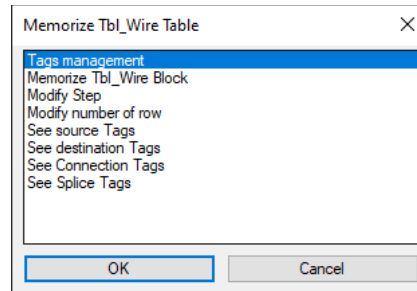 Memorize Tbl_Wire Table
Tags management
Memorize Tbl_Wire Block
Modify Step
Modify number of row
See source Tags
See destination Tags
See Connection Tags
See Splice Tags
OK Cancel